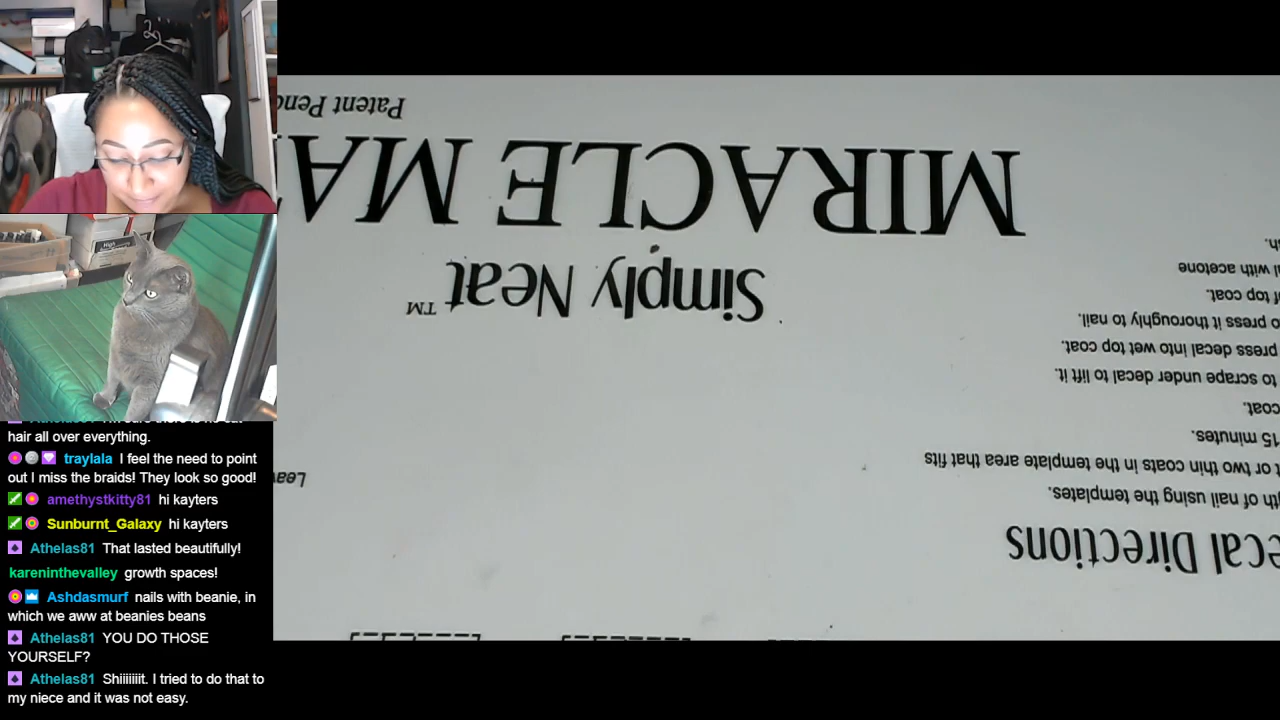 Patent Pen
MIRACLE MA
Simply Neat™
h.
l with acetone
f top coat.
o press it thoroughly to nail.
press decal into wet top coat.
to scrape under decal to lift it.
coat.
15 minutes.
t or two thin coats in the template area that fits
th of nail using the templates.
ecal Directions
Leav
High
hair all over everything.
traylala I feel the need to point
out I miss the braids! They look so good!
amethystkitty81 hi kayters
Sunburnt_Galaxy hi kayters
Athelas81 That lasted beautifully!
kareninthevalley growth spaces!
Ashdasmurf nails with beanie, in
which we aww at beanies beans
Athelas81 YOU DO THOSE
YOURSELF?
Athelas81 Shiiiiiiit. I tried to do that to
my niece and it was not easy.